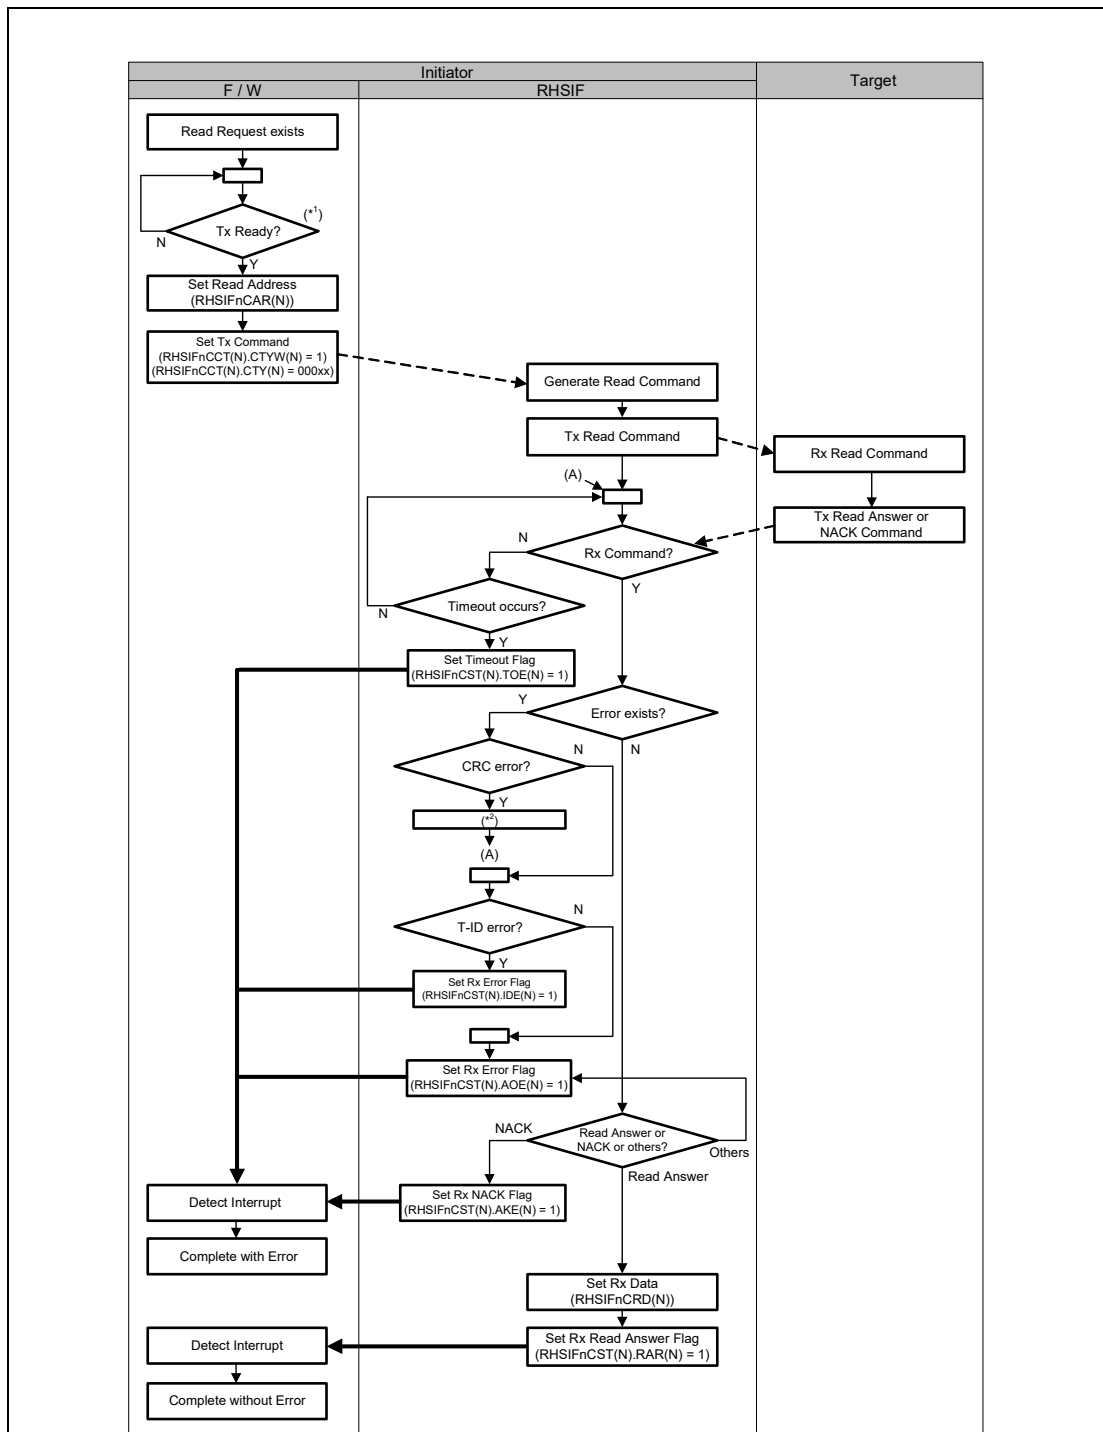 Initiator
Target
F / W
RHSIF
Read Request exists
Tx Ready?
(*1)
N
Y
Set Read Address
(RHSIFnCAR(N))
Set Tx Command
(RHSIFnCCT(N).CTYW(N) = 1)
(RHSIFnCCT(N).CTY(N) = 000xx)
Generate Read Command
Tx Read Command
Rx Read Command
(A)
Tx Read Answer or
NACK Command
Rx Command?
N
Y
Timeout occurs?
N
Y
Set Timeout Flag
(RHSIFnCST(N).TOE(N) = 1)
Error exists?
Y
N
CRC error?
N
Y
(*2)
(A)
T-ID error?
N
Y
Set Rx Error Flag
(RHSIFnCST(N).IDE(N) = 1)
Set Rx Error Flag
(RHSIFnCST(N).AOE(N) = 1)
NACK
Read Answer or
NACK or others?
Others
Read Answer
Detect Interrupt
Set Rx NACK Flag
(RHSIFnCST(N).AKE(N) = 1)
Complete with Error
Set Rx Data
(RHSIFnCRD(N))
Detect Interrupt
Set Rx Read Answer Flag
(RHSIFnCST(N).RAR(N) = 1)
Complete without Error